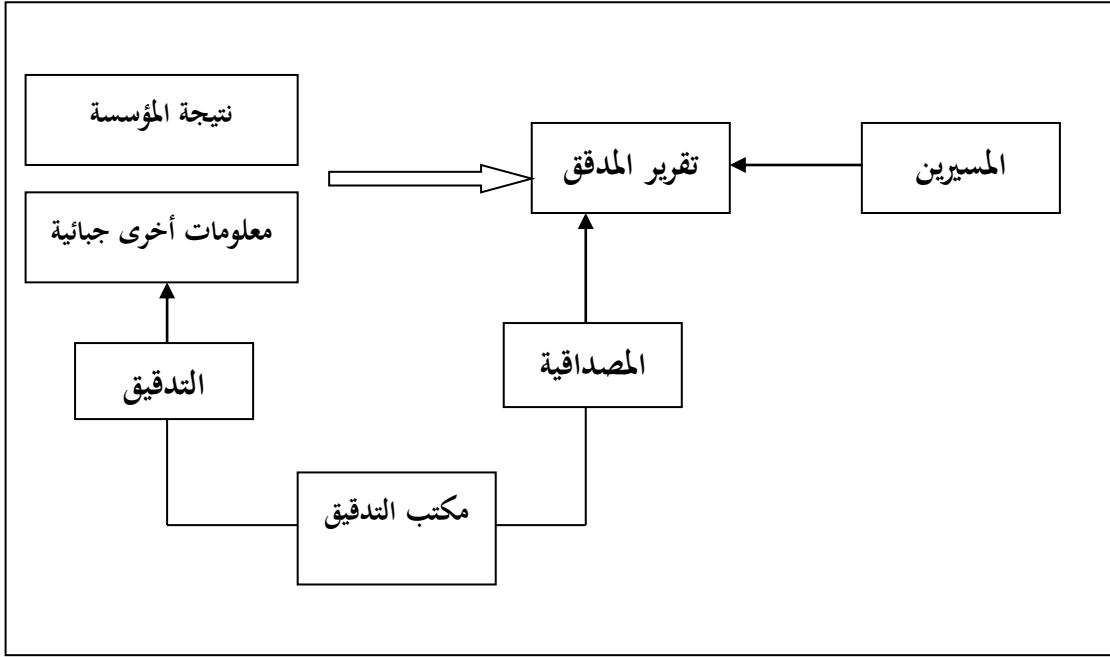 نتيجة المؤسسة
تقرير المدقق
المسيرين
معلومات أخرى جبائية
المصداقية
التدقيق
مكتب التدقيق